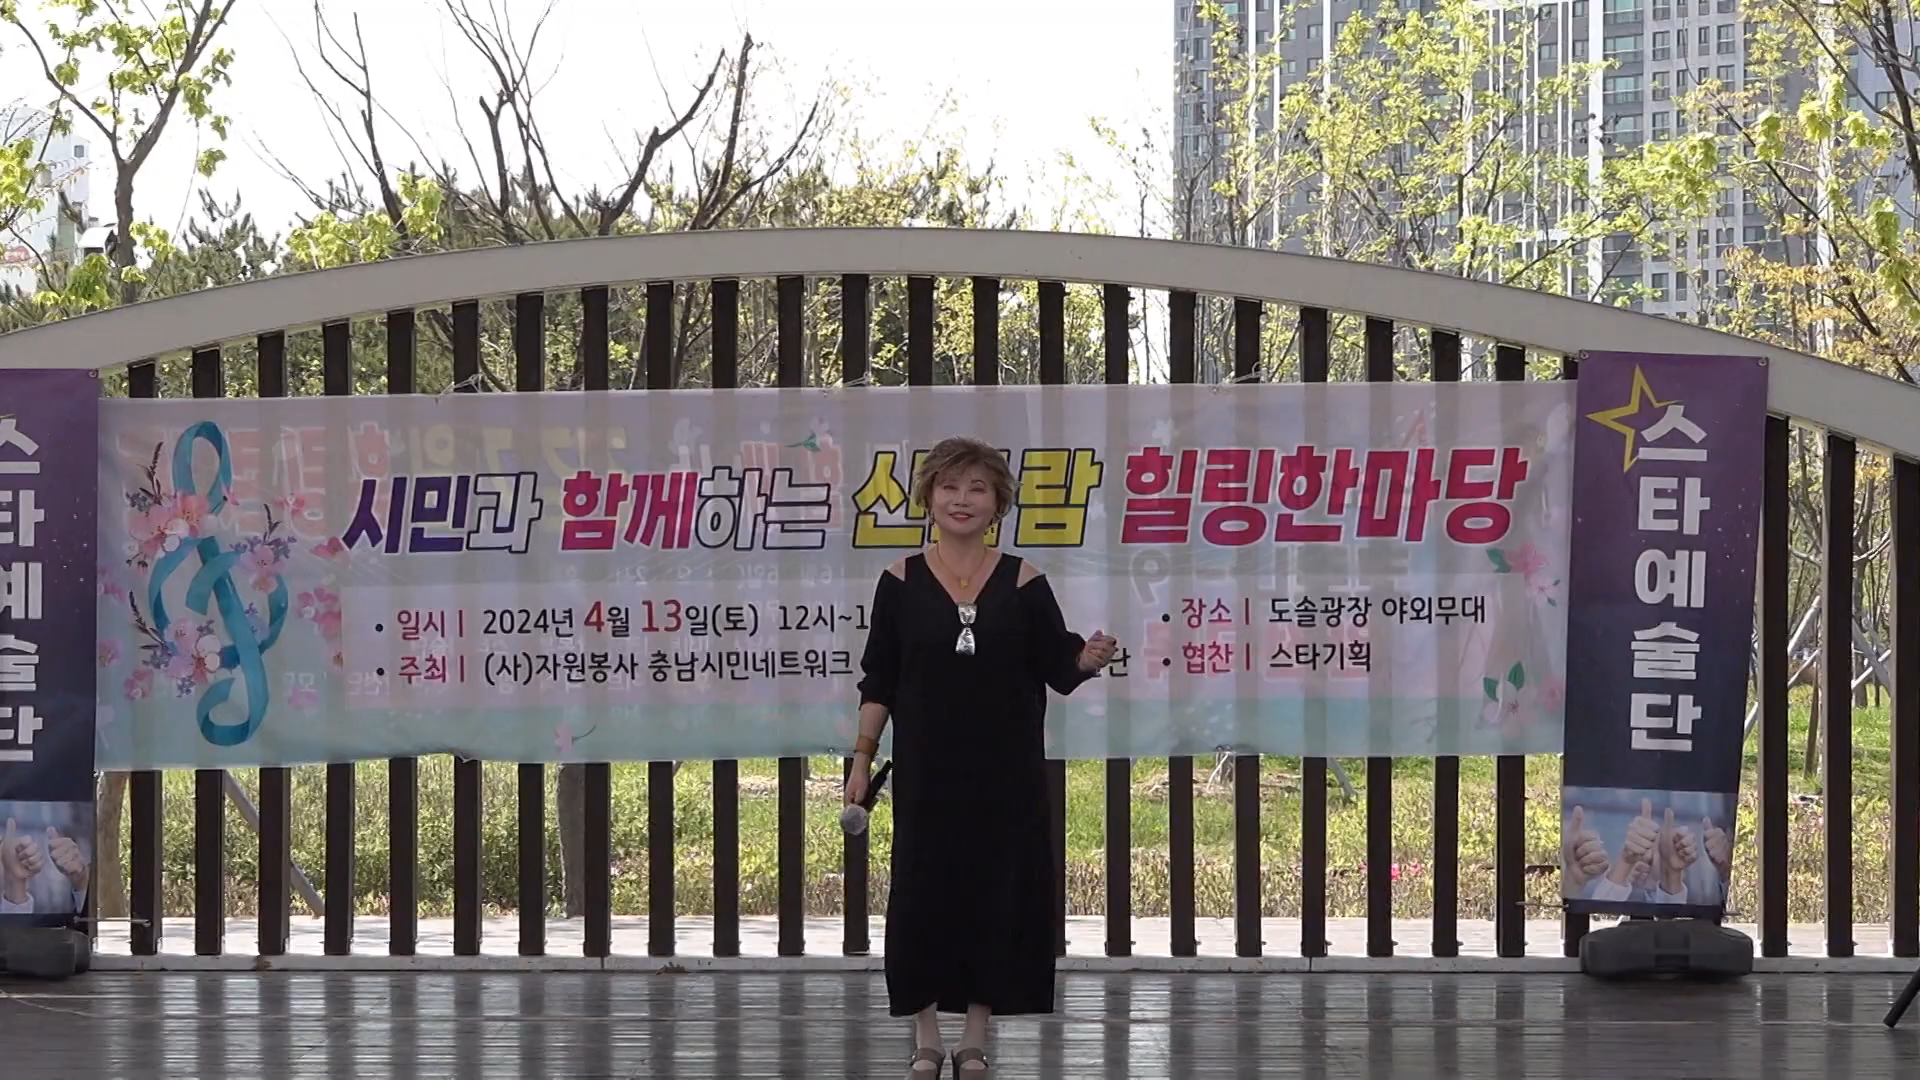 시민과 함께하는 신 람 힐링한마당
• 일시 | 2024년 4월 13일(토) 12시~1
• 장소 | 도솔광장 야외무대
• 주최 | (사)자원봉사 충남시민네트워크
단
• 협찬 | 스타기획
스타예술단
스타예술단